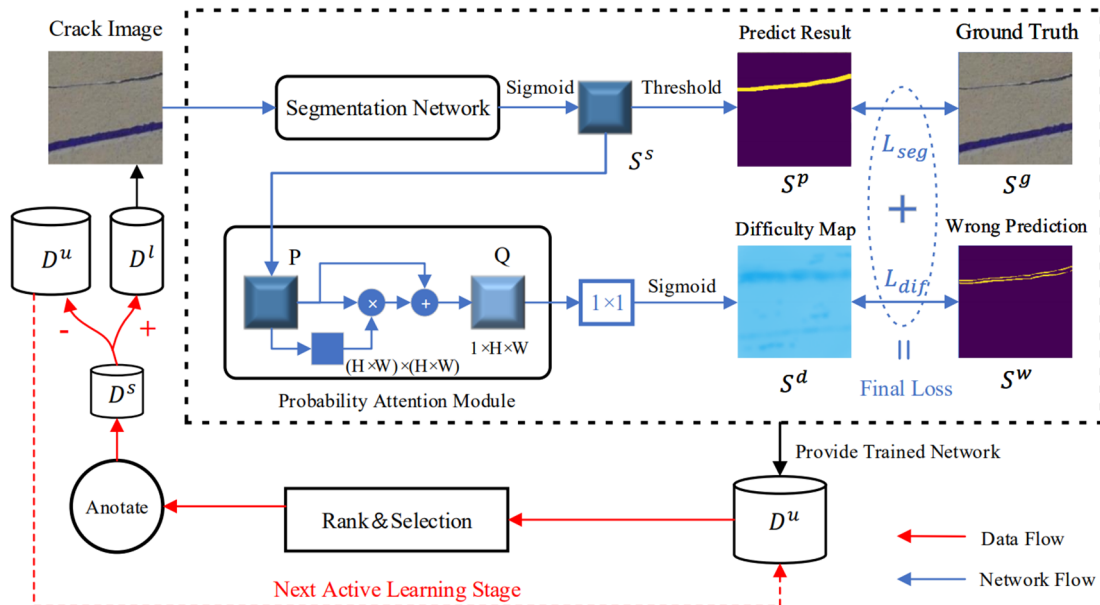 Crack Image
Predict Result
Ground Truth
Segmentation Network
Sigmoid
Threshold
S^s
S^p
S^g
L_seg
+
D^u
D^l
P
Q
×
+
(H×W)×(H×W)
1×H×W
1×1
Sigmoid
Difficulty Map
Wrong Prediction
L_dif
=
S^d
S^w
Final Loss
Probability Attention Module
-
+
D^s
Provide Trained Network
Anotate
Rank&Selection
D^u
Data Flow
Network Flow
Next Active Learning Stage